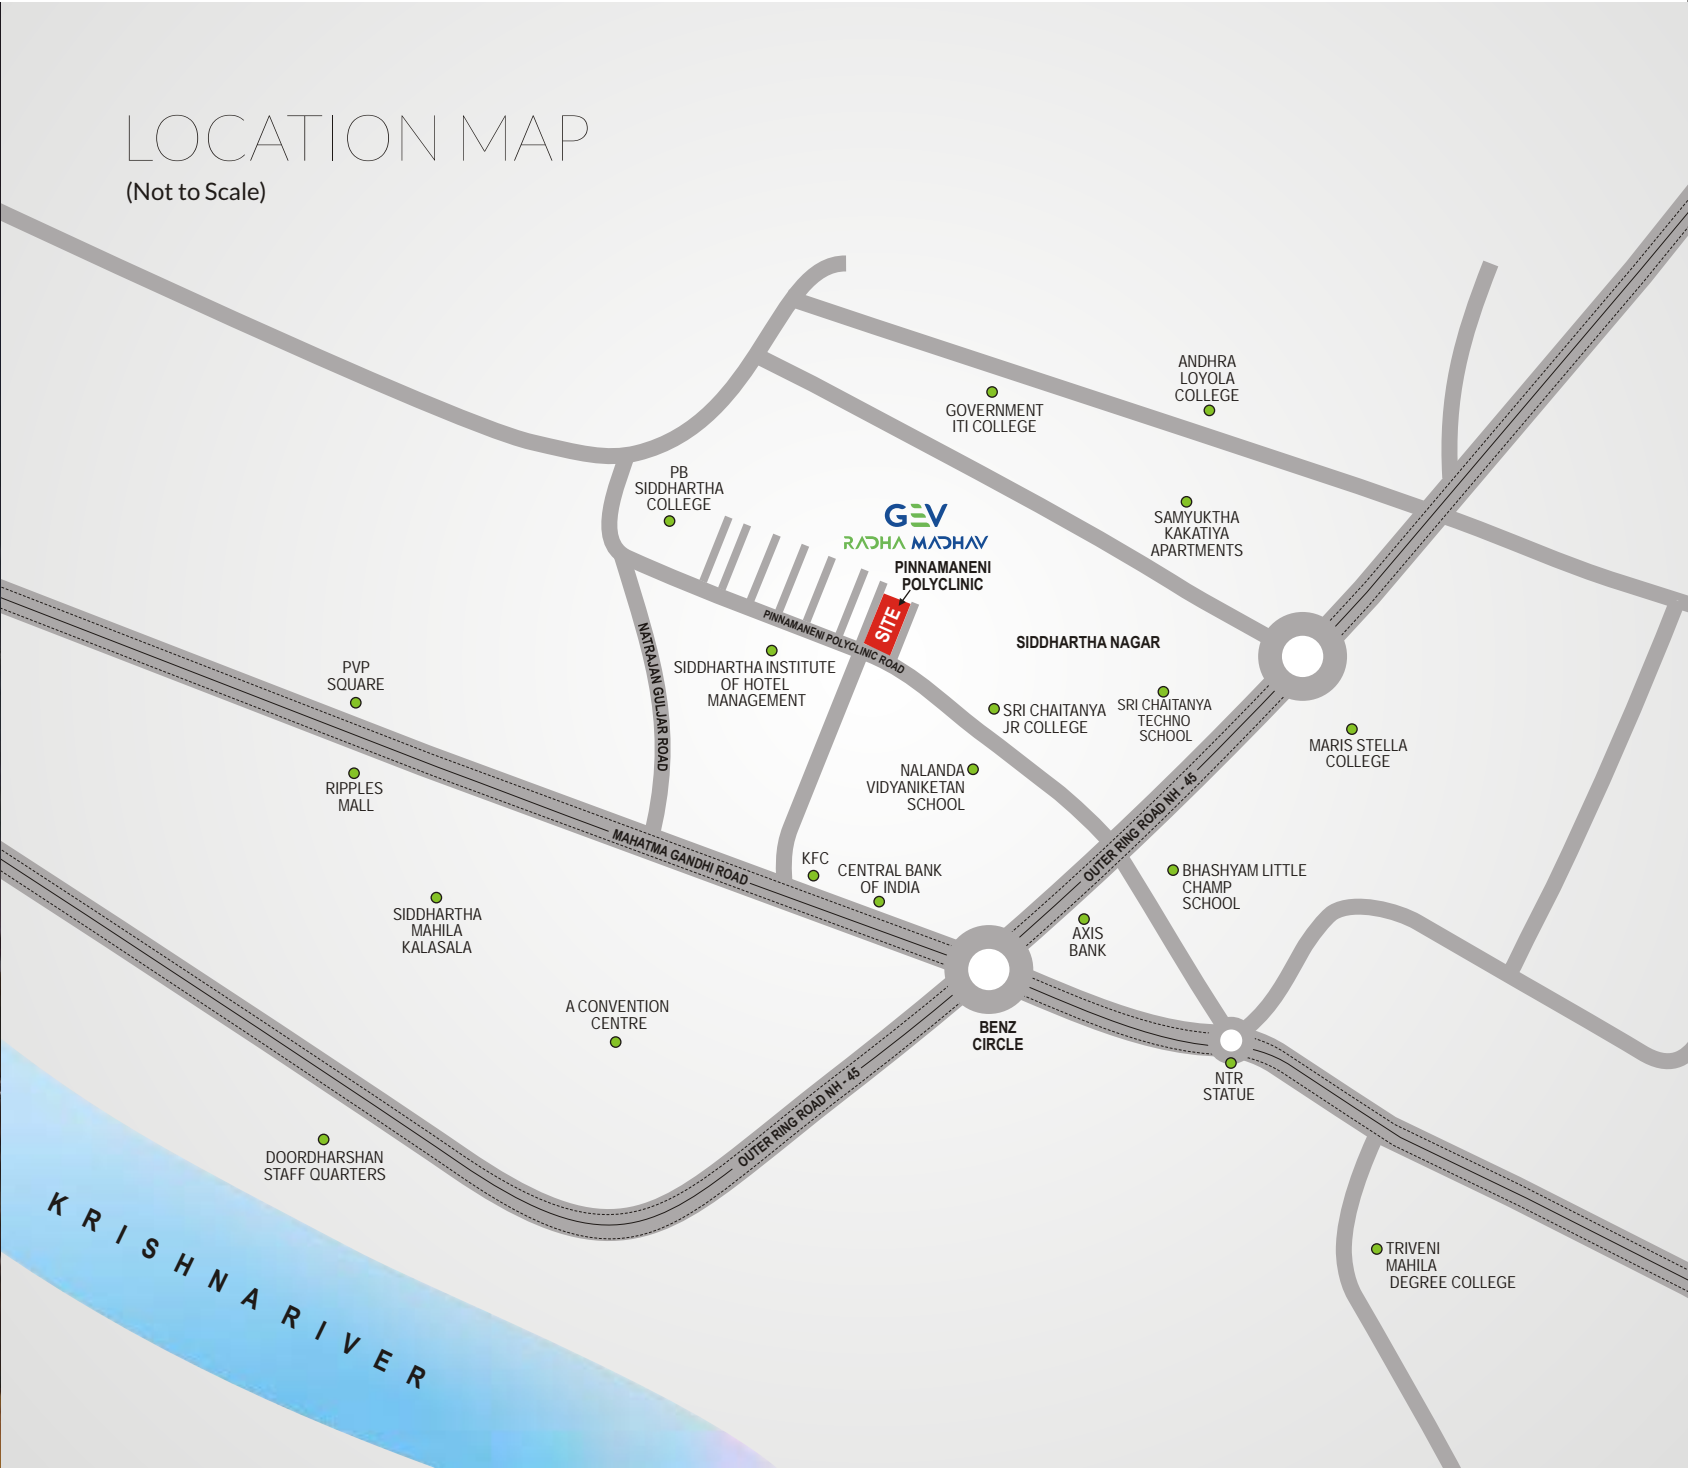 LOCATION MAP
(Not to Scale)
ANDHRA
LOYOLA
COLLEGE
GOVERNMENT
ITI COLLEGE
PB
SIDDHARTHA
COLLEGE
GEV
RADHA MADHAV
PINNAMANENI
POLYCLINIC
SAMYUKTHA
KAKATIYA
APARTMENTS
SITE
PINNAMANENI POLYCLINIC ROAD
NATRAJAN GULJAR ROAD
SIDDHARTHA NAGAR
SIDDHARTHA INSTITUTE
OF HOTEL
MANAGEMENT
PVP
SQUARE
RIPPLES
MALL
SRI CHAITANYA
JR COLLEGE
SRI CHAITANYA
TECHNO
SCHOOL
MARIS STELLA
COLLEGE
NALANDA
VIDYANIKETAN
SCHOOL
OUTER RING ROAD NH - 45
MAHATMA GANDHI ROAD
KFC
CENTRAL BANK
OF INDIA
BHASHYAM LITTLE
CHAMP
SCHOOL
AXIS
BANK
SIDDHARTHA
MAHILA
KALASALA
A CONVENTION
CENTRE
BENZ
CIRCLE
NTR
STATUE
OUTER RING ROAD NH - 45
DOORDHARSHAN
STAFF QUARTERS
KRISHNA RIVER
TRIVENI
MAHILA
DEGREE COLLEGE